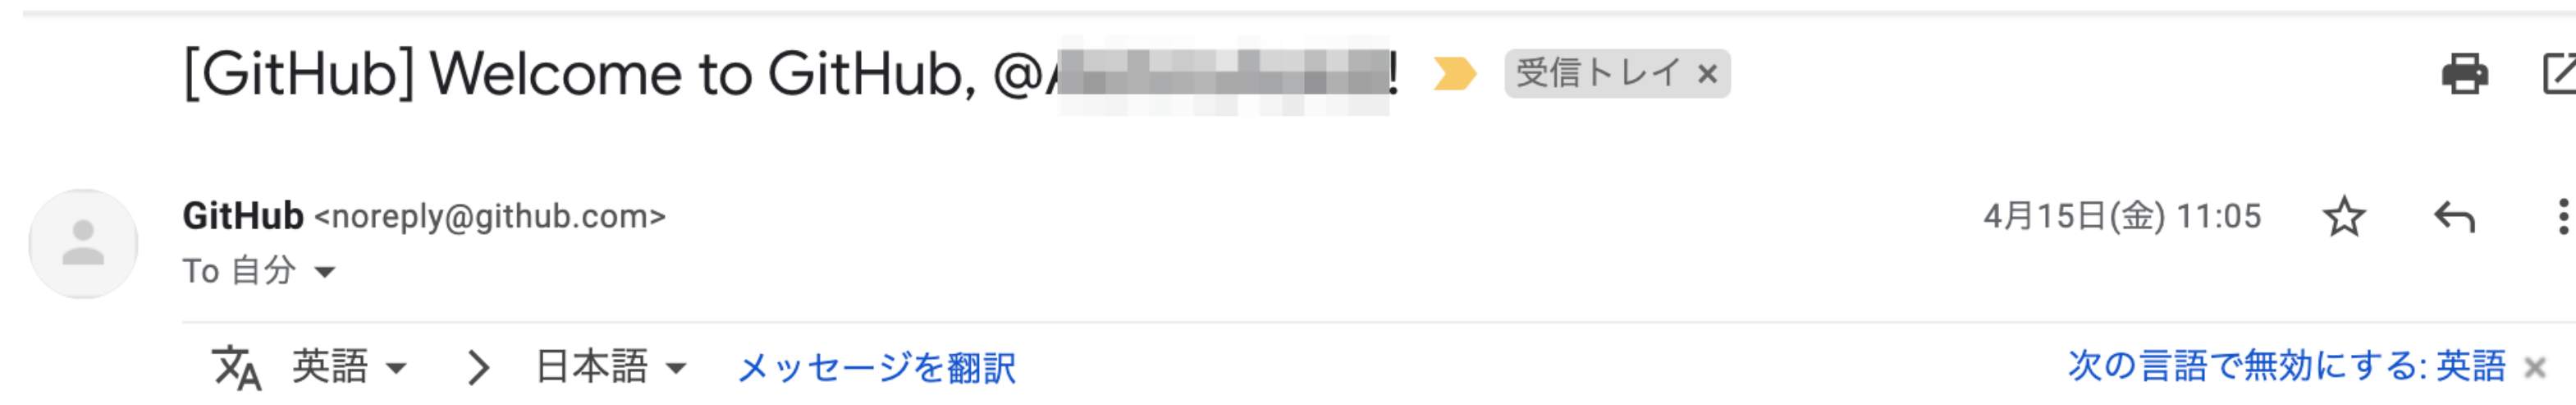 [GitHub] Welcome to GitHub, @A!
受信トレイ ×
GitHub <noreply@github.com>
4月15日(金) 11:05
To 自分
英語
日本語
メッセージを翻訳
次の言語で無効にする: 英語 ×